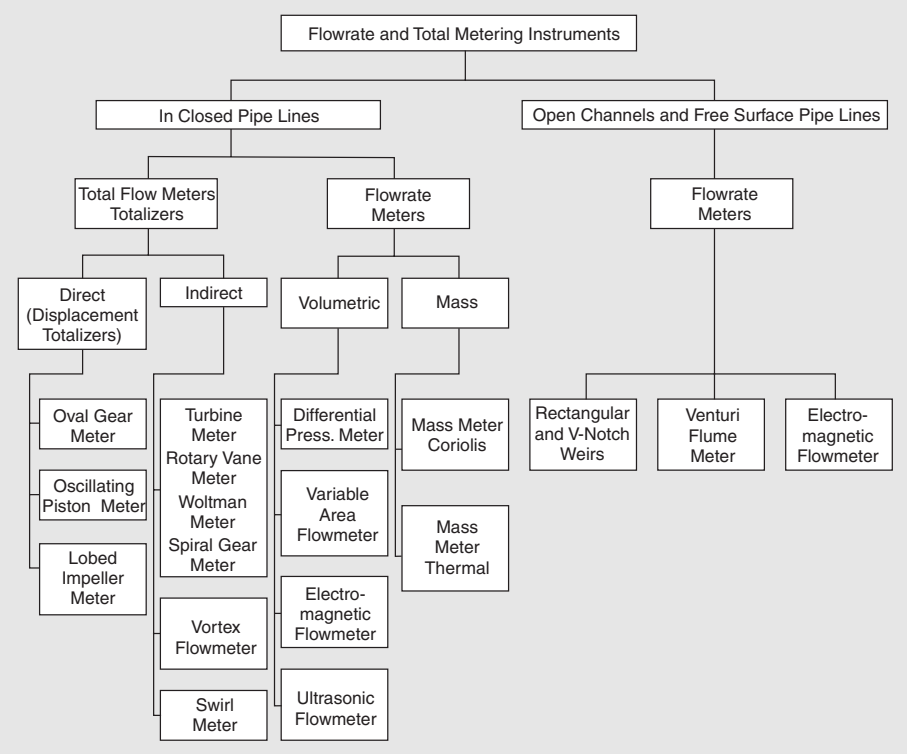 Flowrate and Total Metering Instruments
In Closed Pipe Lines
Open Channels and Free Surface Pipe Lines
Total Flow Meters
Totalizers
Flowrate
Meters
Flowrate
Meters
Direct
(Displacement
Totalizers)
Indirect
Volumetric
Mass
Oval Gear
Meter
Oscillating
Piston Meter
Lobed
Impeller
Meter
Turbine
Meter
Rotary Vane
Meter
Woltman
Meter
Spiral Gear
Meter
Vortex
Flowmeter
Swirl
Meter
Differential
Press. Meter
Variable
Area
Flowmeter
Electro-
magnetic
Flowmeter
Ultrasonic
Flowmeter
Mass Meter
Coriolis
Mass
Meter
Thermal
Rectangular
and V-Notch
Weirs
Venturi
Flume
Meter
Electro-
magnetic
Flowmeter